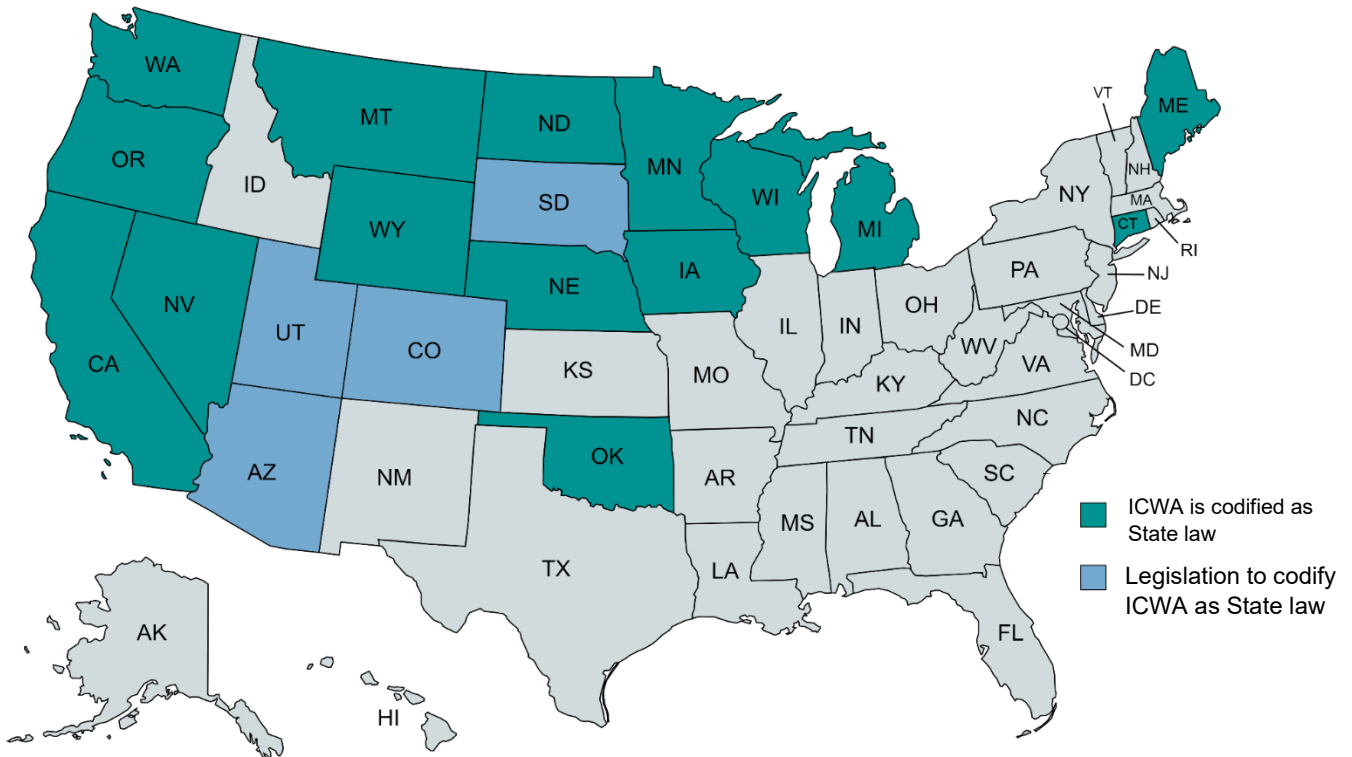 WA
MT
ND
MN
VT
ME
OR
ID
SD
WI
NH
NY
MA
WY
MI
CT
RI
IA
PA
NJ
NE
NV
OH
DE
UT
IL
IN
CO
WV
MD
CA
VA
KS
MO
KY
DC
NC
TN
OK
AZ
NM
AR
SC
MS
AL
GA
ICWA is codified as
State law
TX
LA
Legislation to codify
ICWA as State law
AK
FL
HI